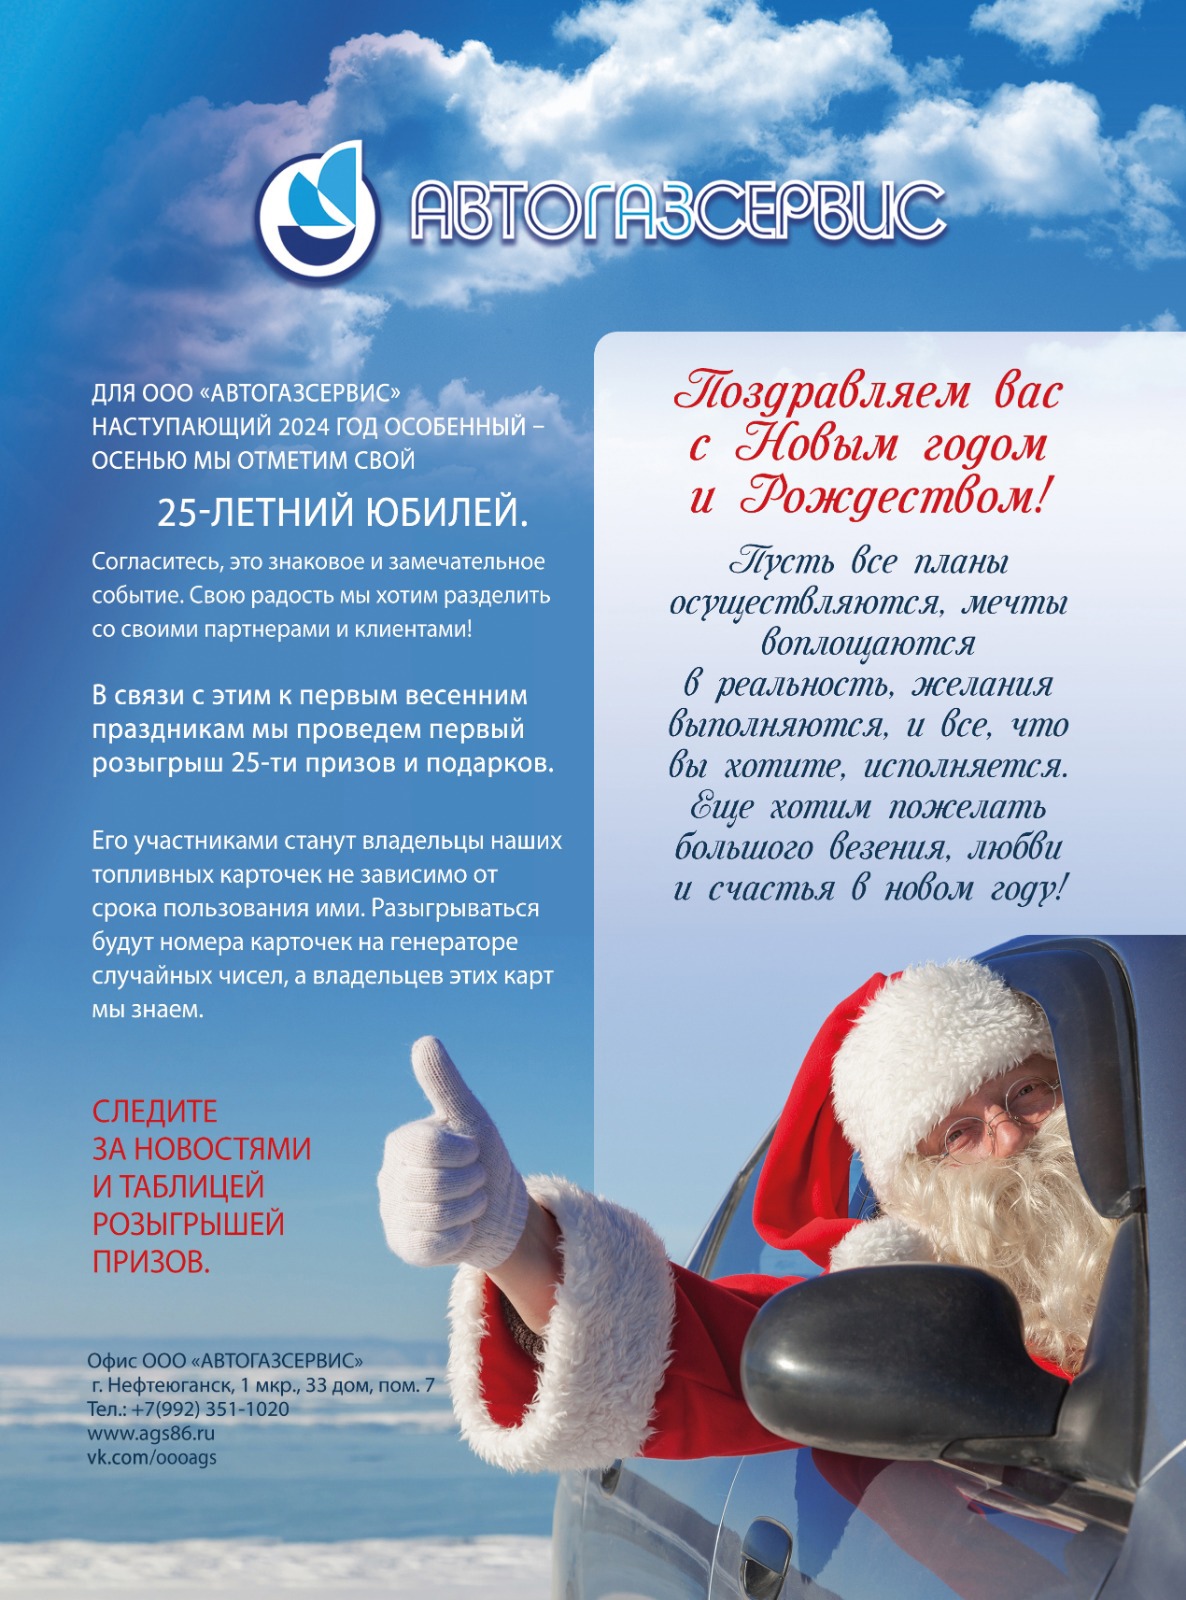 АВТОГАЗСЕРВИС
ДЛЯ ООО «АВТОГАЗСЕРВИС»
НАСТУПАЮЩИЙ 2024 ГОД ОСОБЕННЫЙ –
ОСЕНЬЮ МЫ ОТМЕТИМ СВОЙ
25-ЛЕТНИЙ ЮБИЛЕЙ.
Согласитесь, это знаковое и замечательное
событие. Свою радость мы хотим разделить
со своими партнерами и клиентами!
В связи с этим к первым весенним
праздникам мы проведем первый
розыгрыш 25-ти призов и подарков.
Его участниками станут владельцы наших
топливных карточек не зависимо от
срока пользования ими. Разыгрываться
будут номера карточек на генераторе
случайных чисел, а владельцев этих карт
мы знаем.
СЛЕДИТЕ
ЗА НОВОСТЯМИ
И ТАБЛИЦЕЙ
РОЗЫГРЫШЕЙ
ПРИЗОВ.
Офис ООО «АВТОГАЗСЕРВИС»
г. Нефтеюганск, 1 мкр., 33 дом, пом. 7
Тел.: +7(992) 351-1020
www.ags86.ru
vk.com/oooags
Поздравляем вас
с Новым годом
и Рождеством!
Пусть все планы
осуществляются, мечты
воплощаются
в реальность, желания
выполняются, и все, что
вы хотите, исполняется.
Еще хотим пожелать
большого везения, любви
и счастья в новом году!